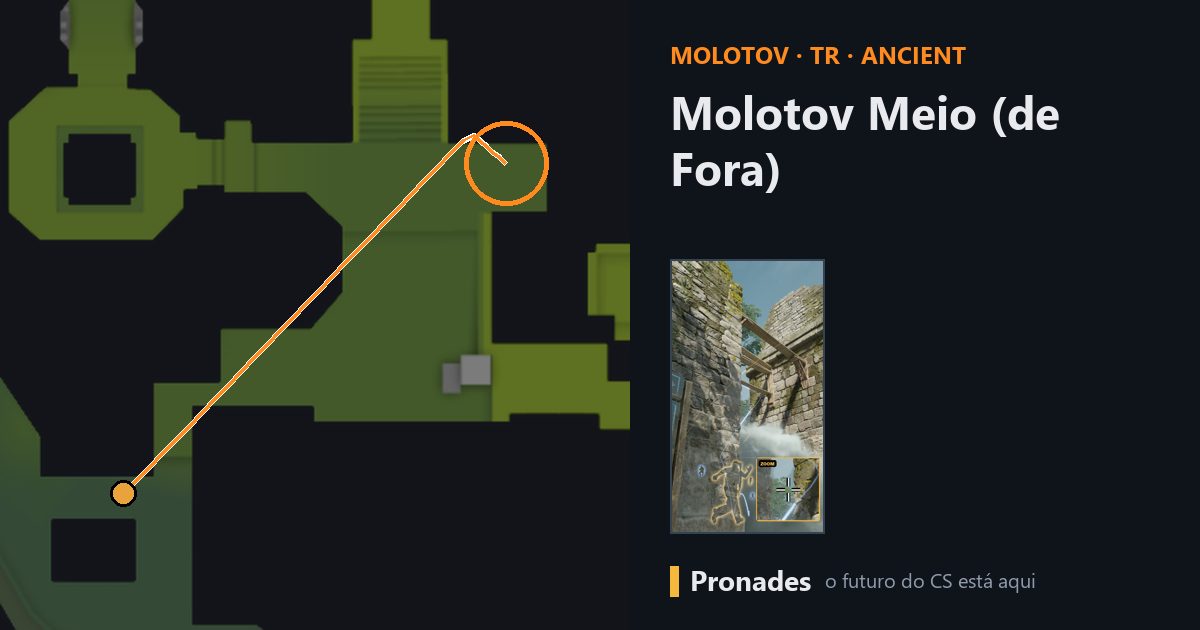 MOLOTOV · TR · ANCIENT
Molotov Meio (de
Fora)
ZOOM
Pronades o futuro do CS está aqui